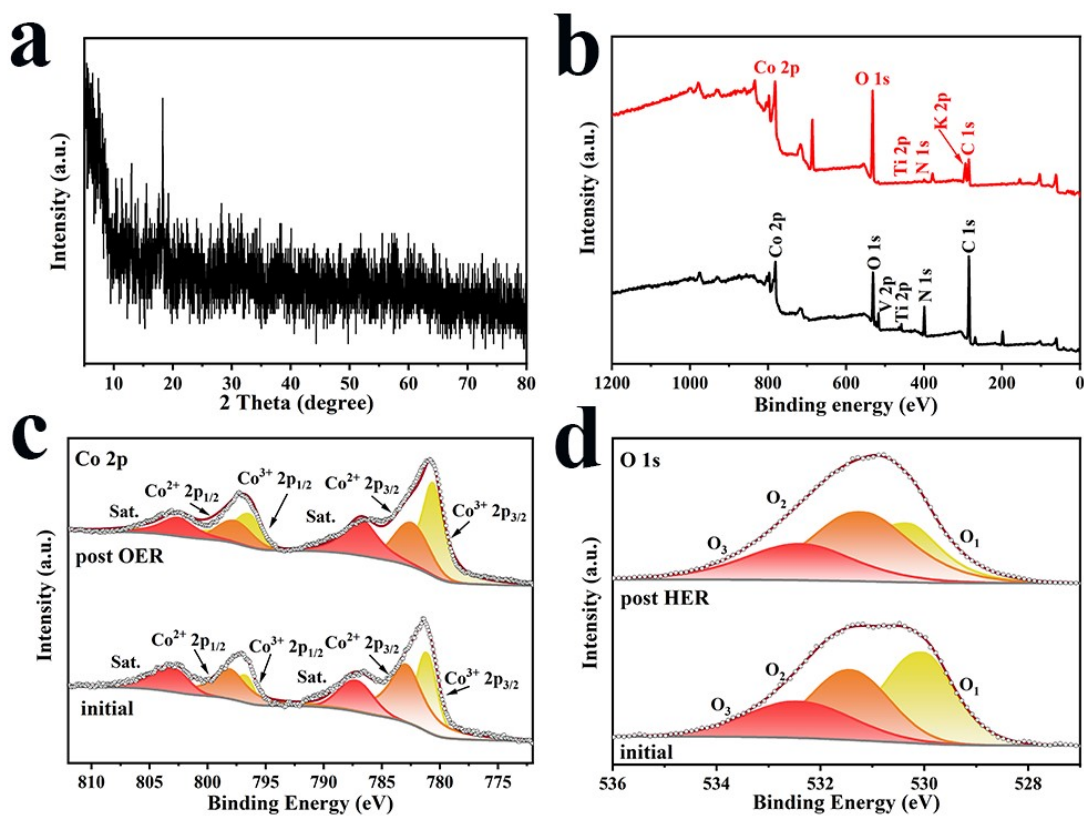 a
Intensity (a.u.)
10 20 30 40 50 60 70 80
2 Theta (degree)
b
Intensity (a.u.)
Co 2p
O 1s
Ti 2p
N 1s
K 2p
C 1s
Co 2p
O 1s
V 2p
Ti 2p
N 1s
C 1s
1200 1000 800 600 400 200 0
Binding energy (eV)
c
Intensity (a.u.)
Co 2p
Sat.
Co²⁺ 2p₁/₂
Co³⁺ 2p₁/₂
Sat.
Co²⁺ 2p₃/₂
Co³⁺ 2p₃/₂
post OER
Sat.
Co²⁺ 2p₁/₂
Co³⁺ 2p₁/₂
Sat.
Co²⁺ 2p₃/₂
Co³⁺ 2p₃/₂
initial
810 805 800 795 790 785 780 775
Binding Energy (eV)
d
Intensity (a.u.)
O 1s
O₃
O₂
O₁
post HER
O₃
O₂
O₁
initial
536 534 532 530 528
Binding Energy (eV)